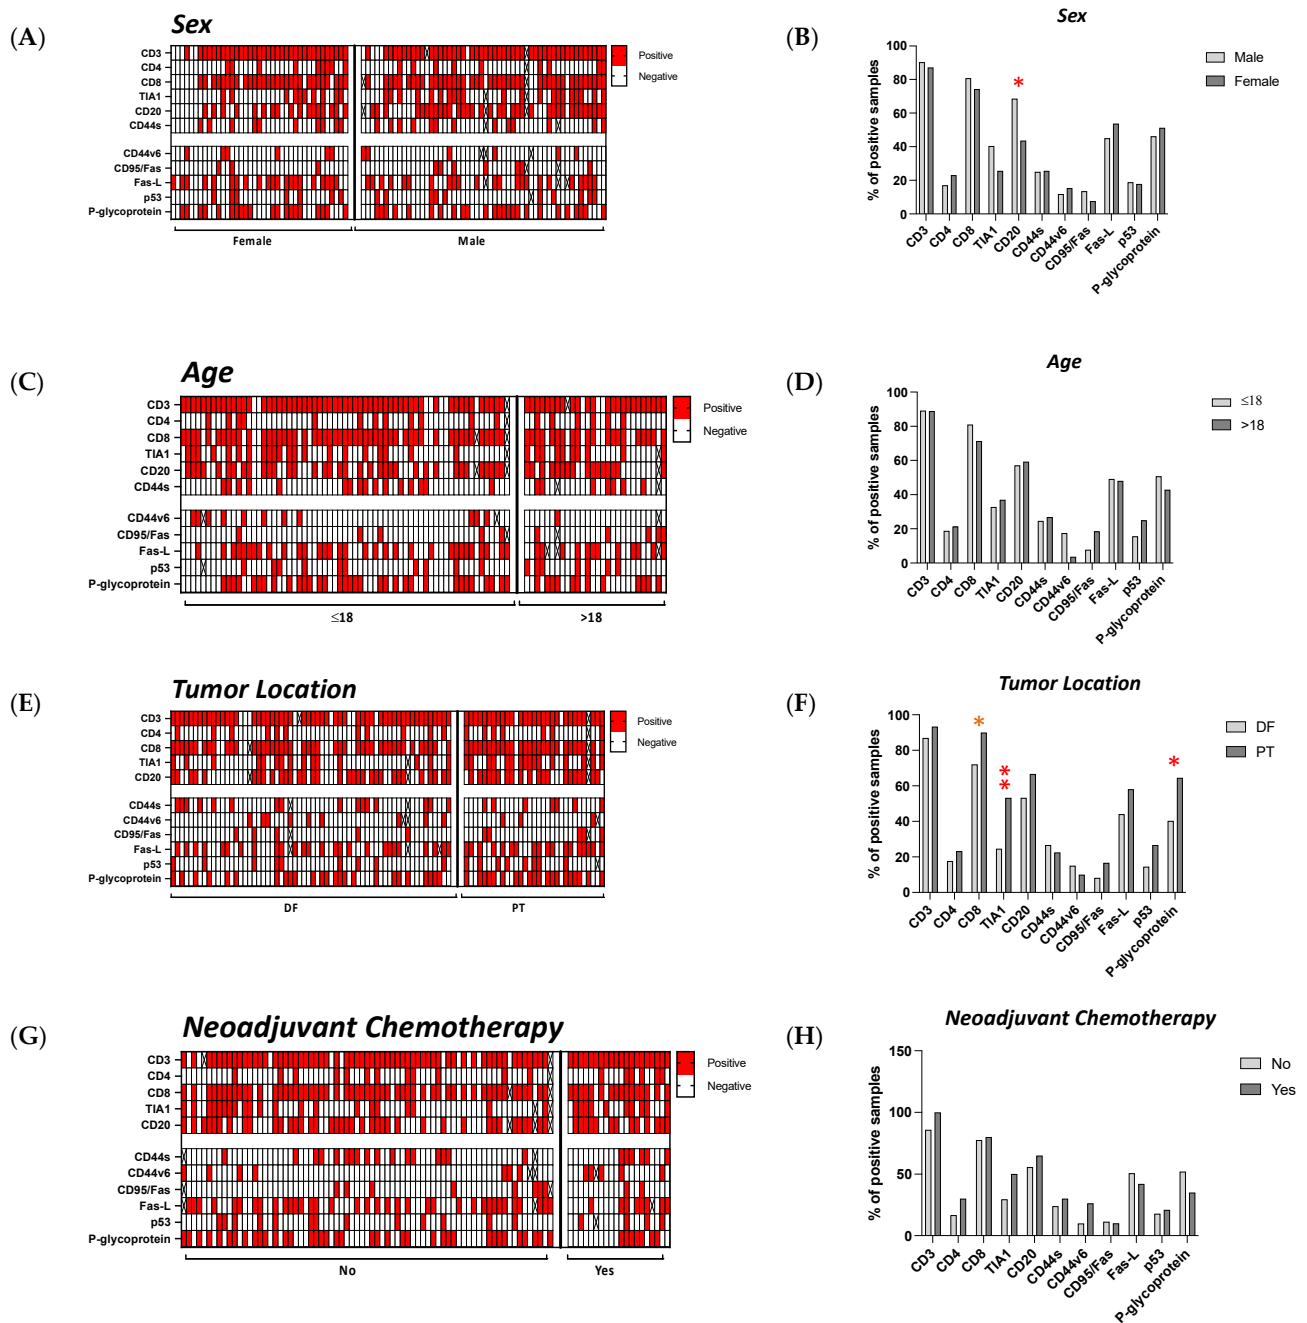 (A)
Sex
CD3
CD4
CD8
TIA1
CD20
CD44s
CD44v6
CD95/Fas
Fas-L
p53
P-glycoprotein
Positive
Negative
Female
Male
(B)
Sex
% of positive samples
100
80
60
40
20
0
*
Male
Female
CD3
CD4
CD8
TIA1
CD20
CD44s
CD44v6
CD95/Fas
Fas-L
p53
P-glycoprotein
(C)
Age
CD3
CD4
CD8
TIA1
CD20
CD44s
CD44v6
CD95/Fas
Fas-L
p53
P-glycoprotein
Positive
Negative
≤18
>18
(D)
Age
% of positive samples
100
80
60
40
20
0
≤18
>18
CD3
CD4
CD8
TIA1
CD20
CD44s
CD44v6
CD95/Fas
Fas-L
p53
P-glycoprotein
(E)
Tumor Location
CD3
CD4
CD8
TIA1
CD20
CD44s
CD44v6
CD95/Fas
Fas-L
p53
P-glycoprotein
Positive
Negative
DF
PT
(F)
Tumor Location
% of positive samples
100
80
60
40
20
0
*
**
*
DF
PT
CD3
CD4
CD8
TIA1
CD20
CD44s
CD44v6
CD95/Fas
Fas-L
p53
P-glycoprotein
(G)
Neoadjuvant Chemotherapy
CD3
CD4
CD8
TIA1
CD20
CD44s
CD44v6
CD95/Fas
Fas-L
p53
P-glycoprotein
Positive
Negative
No
Yes
(H)
Neoadjuvant Chemotherapy
% of positive samples
150
100
50
0
No
Yes
CD3
CD4
CD8
TIA1
CD20
CD44s
CD44v6
CD95/Fas
Fas-L
p53
P-glycoprotein